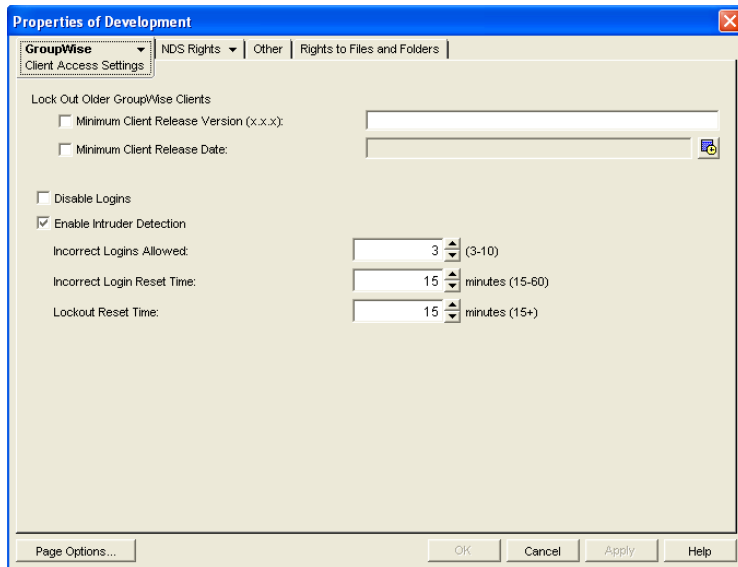 Properties of Development
GroupWise NDS Rights Other Rights to Files and Folders
Client Access Settings
Lock Out Older GroupWise Clients
Minimum Client Release Version (x.x.x):
Minimum Client Release Date:
Disable Logins
Enable Intruder Detection
Incorrect Logins Allowed: 3 (3-10)
Incorrect Login Reset Time: 15 minutes (15-60)
Lockout Reset Time: 15 minutes (15+)
Page Options... OK Cancel Apply Help